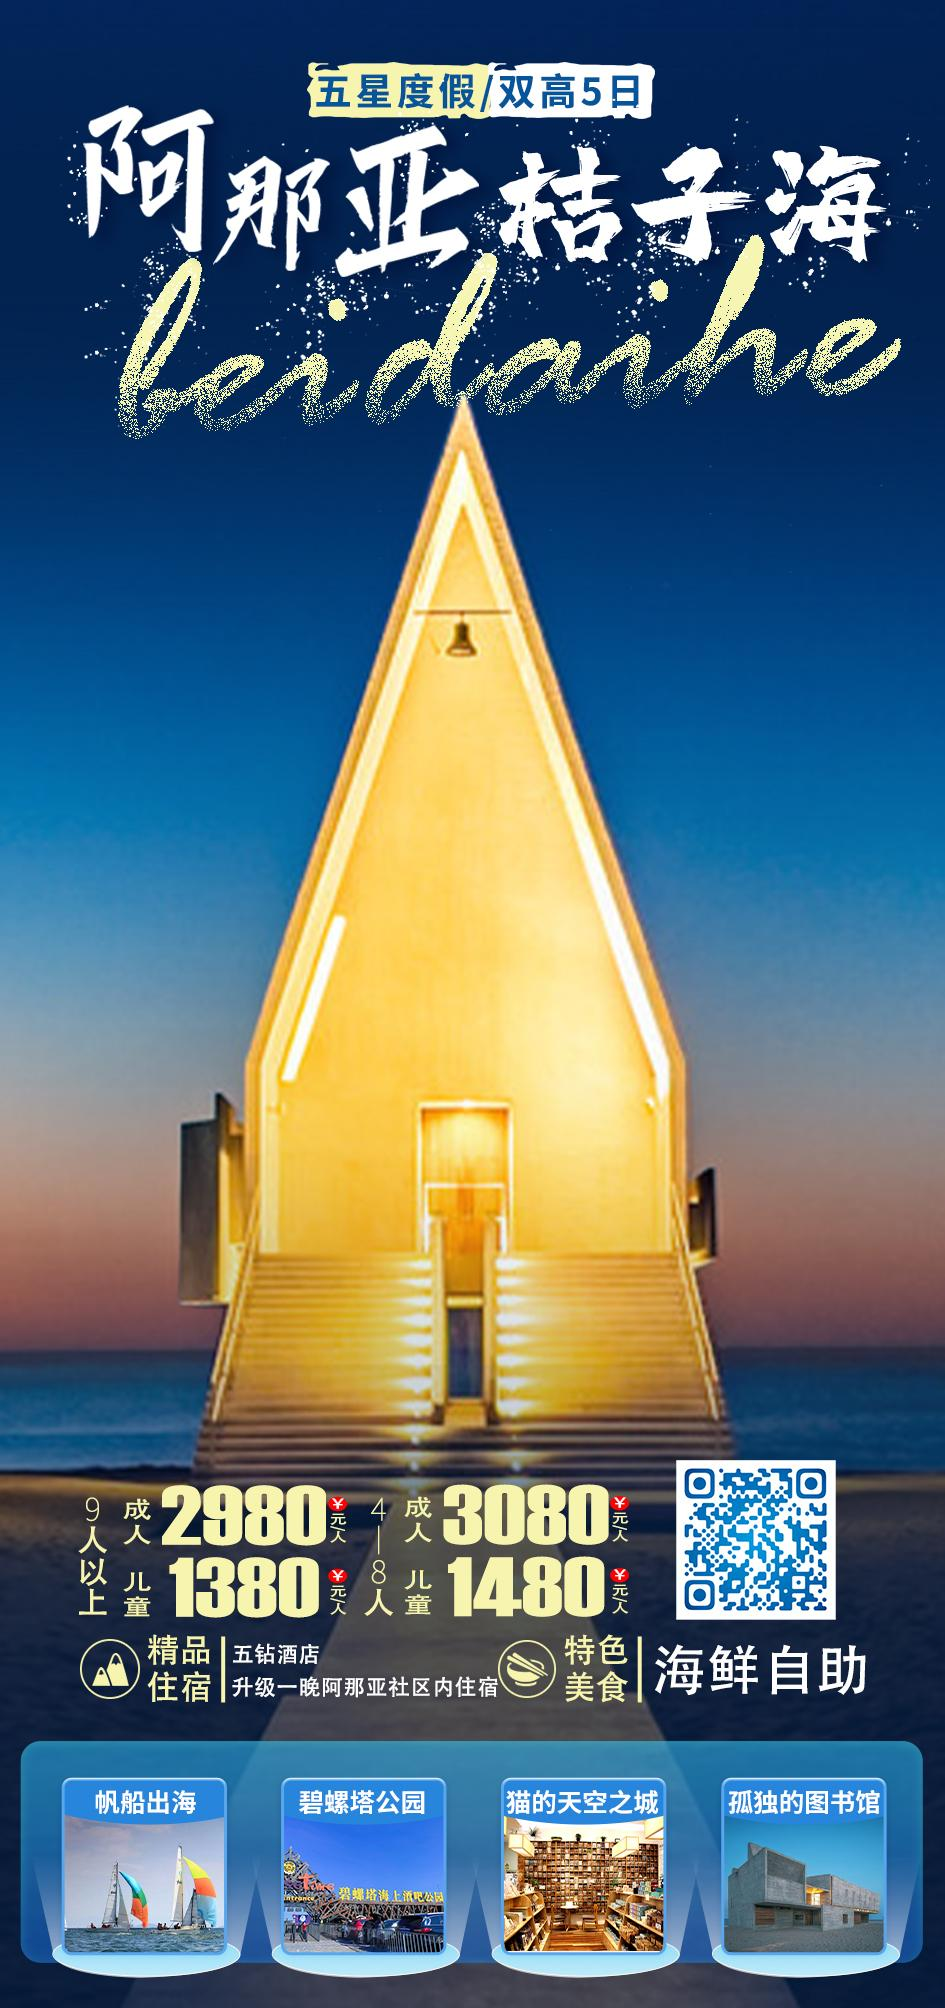 五星度假/双高5日
阿那亚桔子海
beidaihe
9人以上
成人 2980 ¥元/人
儿童 1380 ¥元/人
4—8人
成人 3080 ¥元/人
儿童 1480 ¥元/人
精品住宿
五钻酒店
升级一晚阿那亚社区内住宿
特色美食
海鲜自助
帆船出海
碧螺塔公园
猫的天空之城
孤独的图书馆
碧螺塔海上酒吧公园